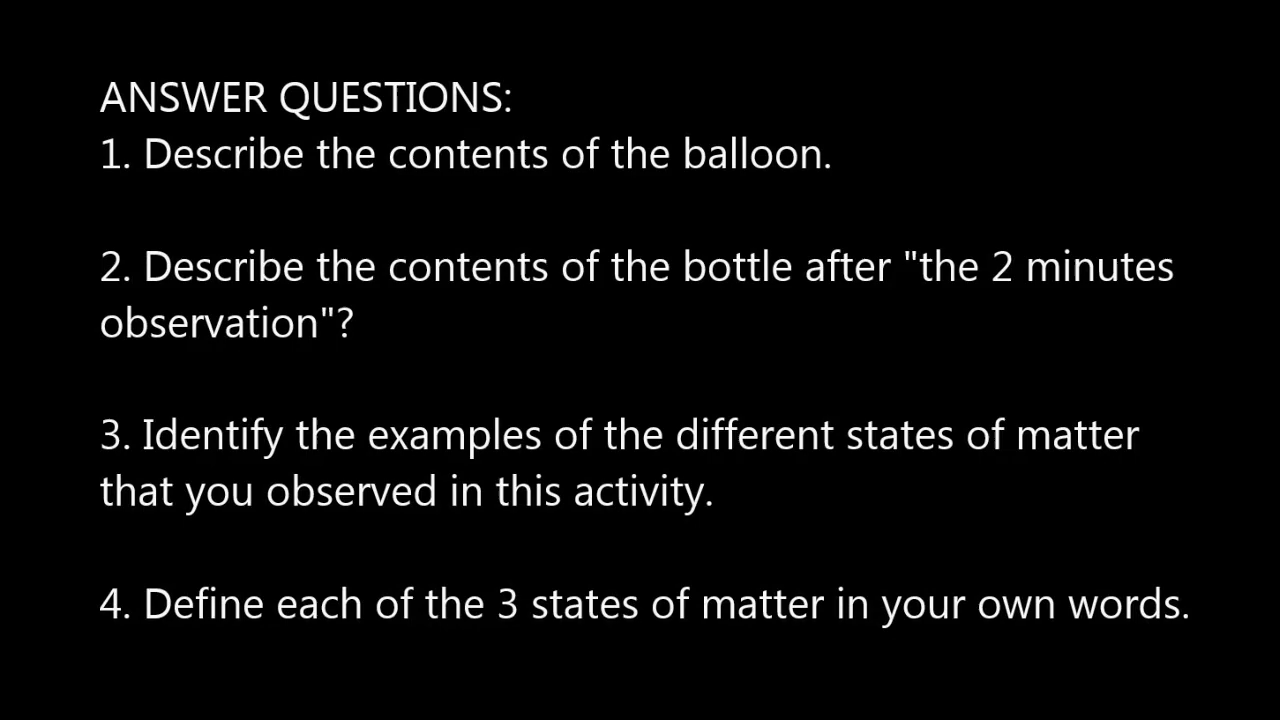 ANSWER QUESTIONS:
1. Describe the contents of the balloon.
2. Describe the contents of the bottle after "the 2 minutes
observation"?
3. Identify the examples of the different states of matter
that you observed in this activity.
4. Define each of the 3 states of matter in your own words.